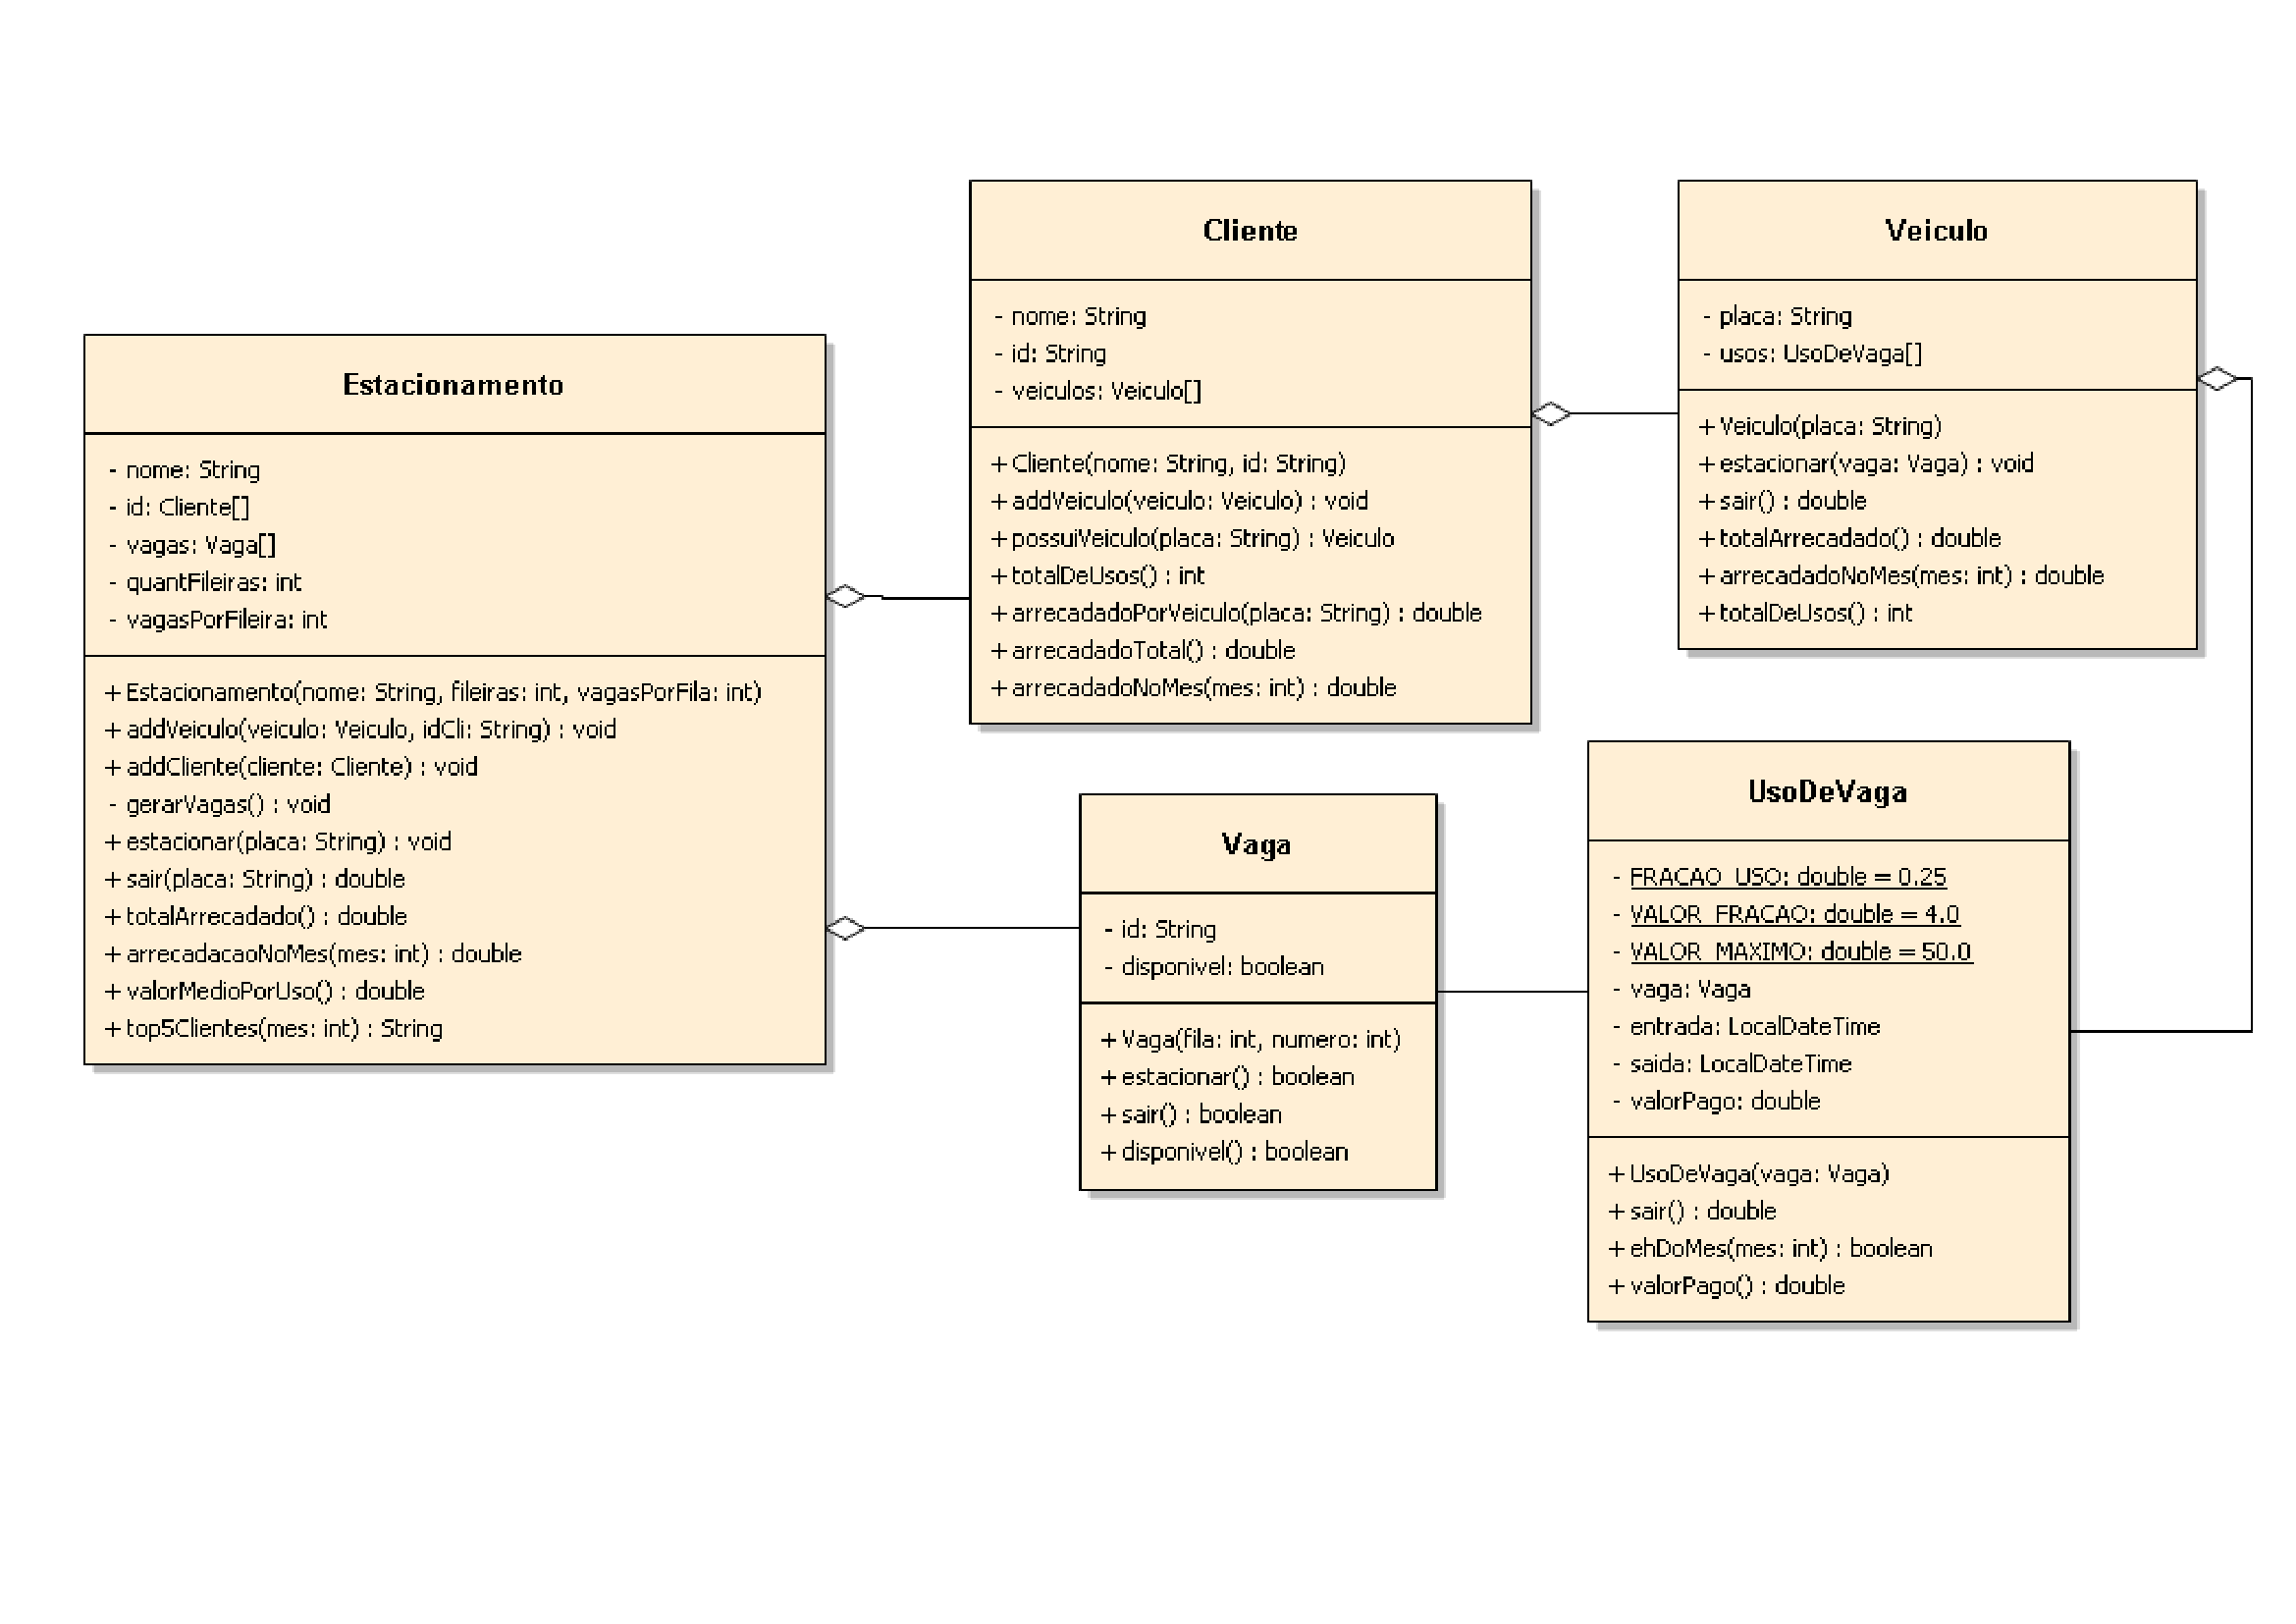 Estacionamento
- nome: String
- id: Cliente[]
- vagas: Vaga[]
- quantFileiras: int
- vagasPorFileira: int
+ Estacionamento(nome: String, fileiras: int, vagasPorFila: int)
+ addVeiculo(veiculo: Veiculo, idCli: String) : void
+ addCliente(cliente: Cliente) : void
- gerarVagas() : void
+ estacionar(placa: String) : void
+ sair(placa: String) : double
+ totalArrecadado() : double
+ arrecadacaoNoMes(mes: int) : double
+ valorMedioPorUso() : double
+ top5Clientes(mes: int) : String
Cliente
- nome: String
- id: String
- veiculos: Veiculo[]
+ Cliente(nome: String, id: String)
+ addVeiculo(veiculo: Veiculo) : void
+ possuiVeiculo(placa: String) : Veiculo
+ totalDeUsos() : int
+ arrecadadoPorVeiculo(placa: String) : double
+ arrecadadoTotal() : double
+ arrecadadoNoMes(mes: int) : double
Veiculo
- placa: String
- usos: UsoDeVaga[]
+ Veiculo(placa: String)
+ estacionar(vaga: Vaga) : void
+ sair() : double
+ totalArrecadado() : double
+ arrecadadoNoMes(mes: int) : double
+ totalDeUsos() : int
Vaga
- id: String
- disponivel: boolean
+ Vaga(fila: int, numero: int)
+ estacionar() : boolean
+ sair() : boolean
+ disponivel() : boolean
UsoDeVaga
- FRACAO_USO: double = 0.25
- VALOR_FRACAO: double = 4.0
- VALOR_MAXIMO: double = 50.0
- vaga: Vaga
- entrada: LocalDateTime
- saida: LocalDateTime
- valorPago: double
+ UsoDeVaga(vaga: Vaga)
+ sair() : double
+ ehDoMes(mes: int) : boolean
+ valorPago() : double